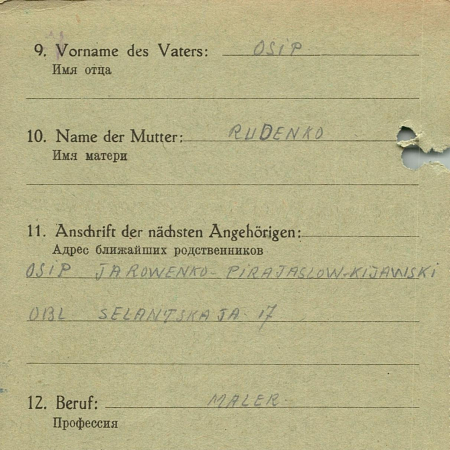 9. Vorname des Vaters: OSIP
Имя отца
10. Name der Mutter: RUDENKO
Имя матери
11. Anschrift der nächsten Angehörigen:
Адрес ближайших родственников
OSIP JAROWENKO-PIRAJASLOW-KIJAWSKI
OBL SELANTSKAJA 17
12. Beruf: MALER
Профессия